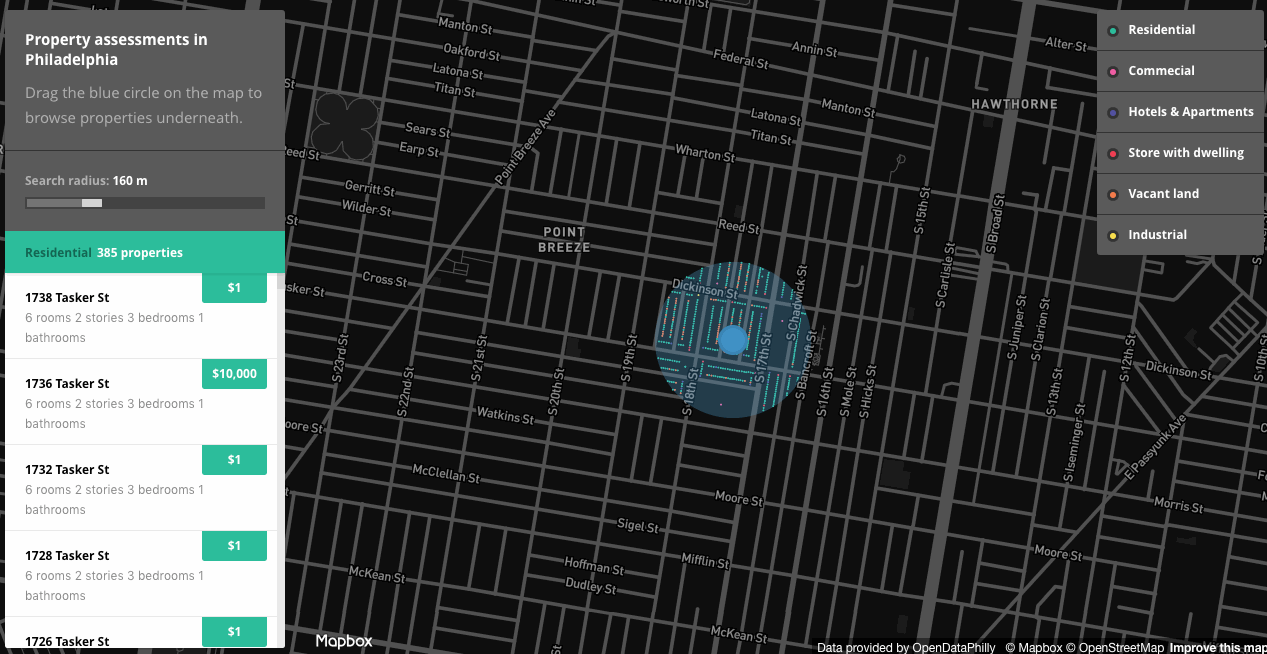 Property assessments in
Philadelphia
Drag the blue circle on the map to
browse properties underneath.
Search radius: 160 m
Residential 385 properties
1738 Tasker St
$1
6 rooms 2 stories 3 bedrooms 1
bathrooms
1736 Tasker St
$10,000
6 rooms 2 stories 3 bedrooms 1
bathrooms
1732 Tasker St
$1
6 rooms 2 stories 3 bedrooms 1
bathrooms
1728 Tasker St
$1
6 rooms 2 stories 3 bedrooms 1
bathrooms
1726 Tasker St
$1
Residential
Commecial
Hotels & Apartments
Store with dwelling
Vacant land
Industrial
Manton St
Oakford St
Latona St
Titan St
Sears St
Earp St
Point Breeze Ave
Gerritt St
Wilder St
Cross St
POINT
BREEZE
Federal St
Annin St
Alter St
HAWTHORNE
Latona St
Titan St
Manton St
Wharton St
Reed St
Dickinson St
S 15th St
S Broad St
S Carlisle St
S Chadwick St
S Juniper St
S Clarion St
S 23rd St
S 22nd St
S 21st St
S 20th St
S 19th St
S 18th St
S 17th St
S Bancroft St
S 16th St
S Mole St
S Hicks St
S 13th St
S 12th St
S 10th St
Dickinson St
S Iseminger St
E Passyunk Ave
Watkins St
McClellan St
Moore St
Sigel St
Mifflin St
Hoffman St
Dudley St
McKean St
McKean St
Morris St
Moore St
Mapbox
Data provided by OpenDataPhilly © Mapbox © OpenStreetMap Improve this map